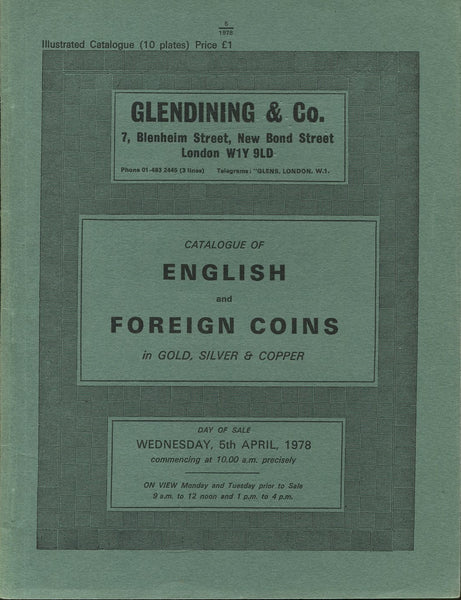 5
1978
Illustrated Catalogue (10 plates) Price £1
GLENDINING & Co.
7, Blenheim Street, New Bond Street
London W1Y 9LD
Phone 01-493 2445 (3 lines) Telegrams: "GLENS, LONDON, W.1.
CATALOGUE OF
ENGLISH
and
FOREIGN COINS
in GOLD, SILVER & COPPER
DAY OF SALE
WEDNESDAY, 5th APRIL, 1978
commencing at 10.00 a.m. precisely
ON VIEW Monday and Tuesday prior to Sale
9 a.m. to 12 noon and 1 p.m. to 4 p.m.